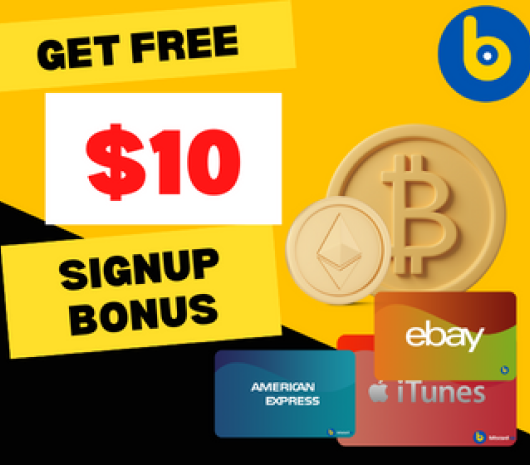 GET FREE
$10
SIGNUP
BONUS
ebay
AMERICAN
EXPRESS
iTunes